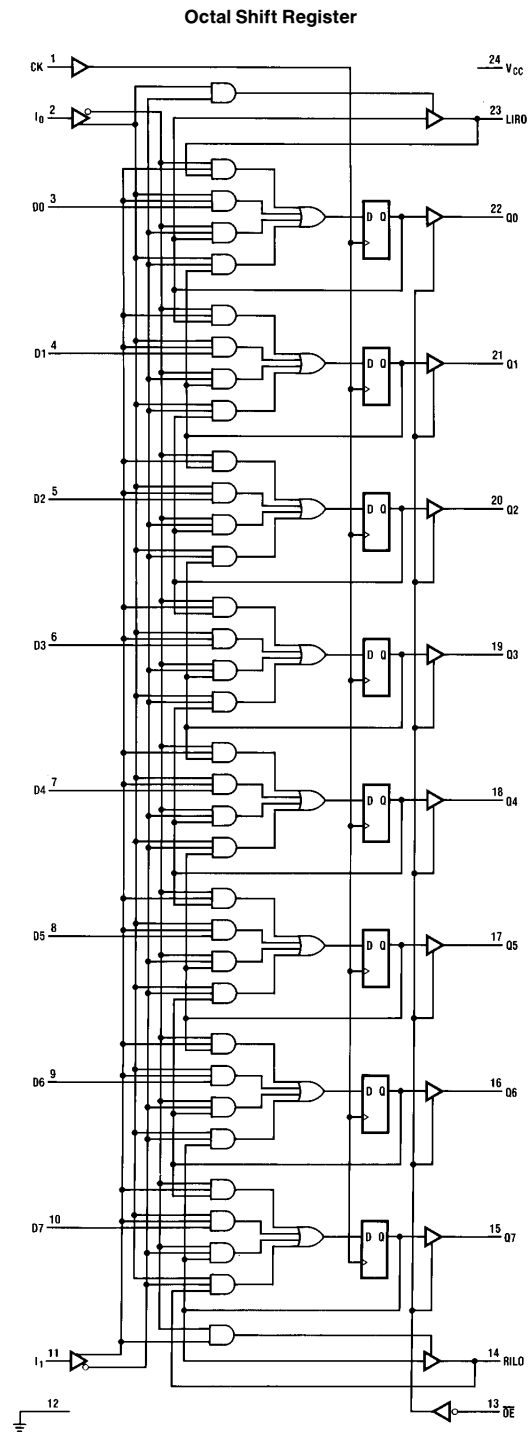 Octal Shift Register
CK 1
24 VCC
I0 2
23 LIRO
D0 3
D Q
22 Q0
D1 4
D Q
21 Q1
D2 5
D Q
20 Q2
D3 6
D Q
19 Q3
D4 7
D Q
18 Q4
D5 8
D Q
17 Q5
D6 9
D Q
16 Q6
D7 10
D Q
15 Q7
I1 11
14 RILO
12
13 OE